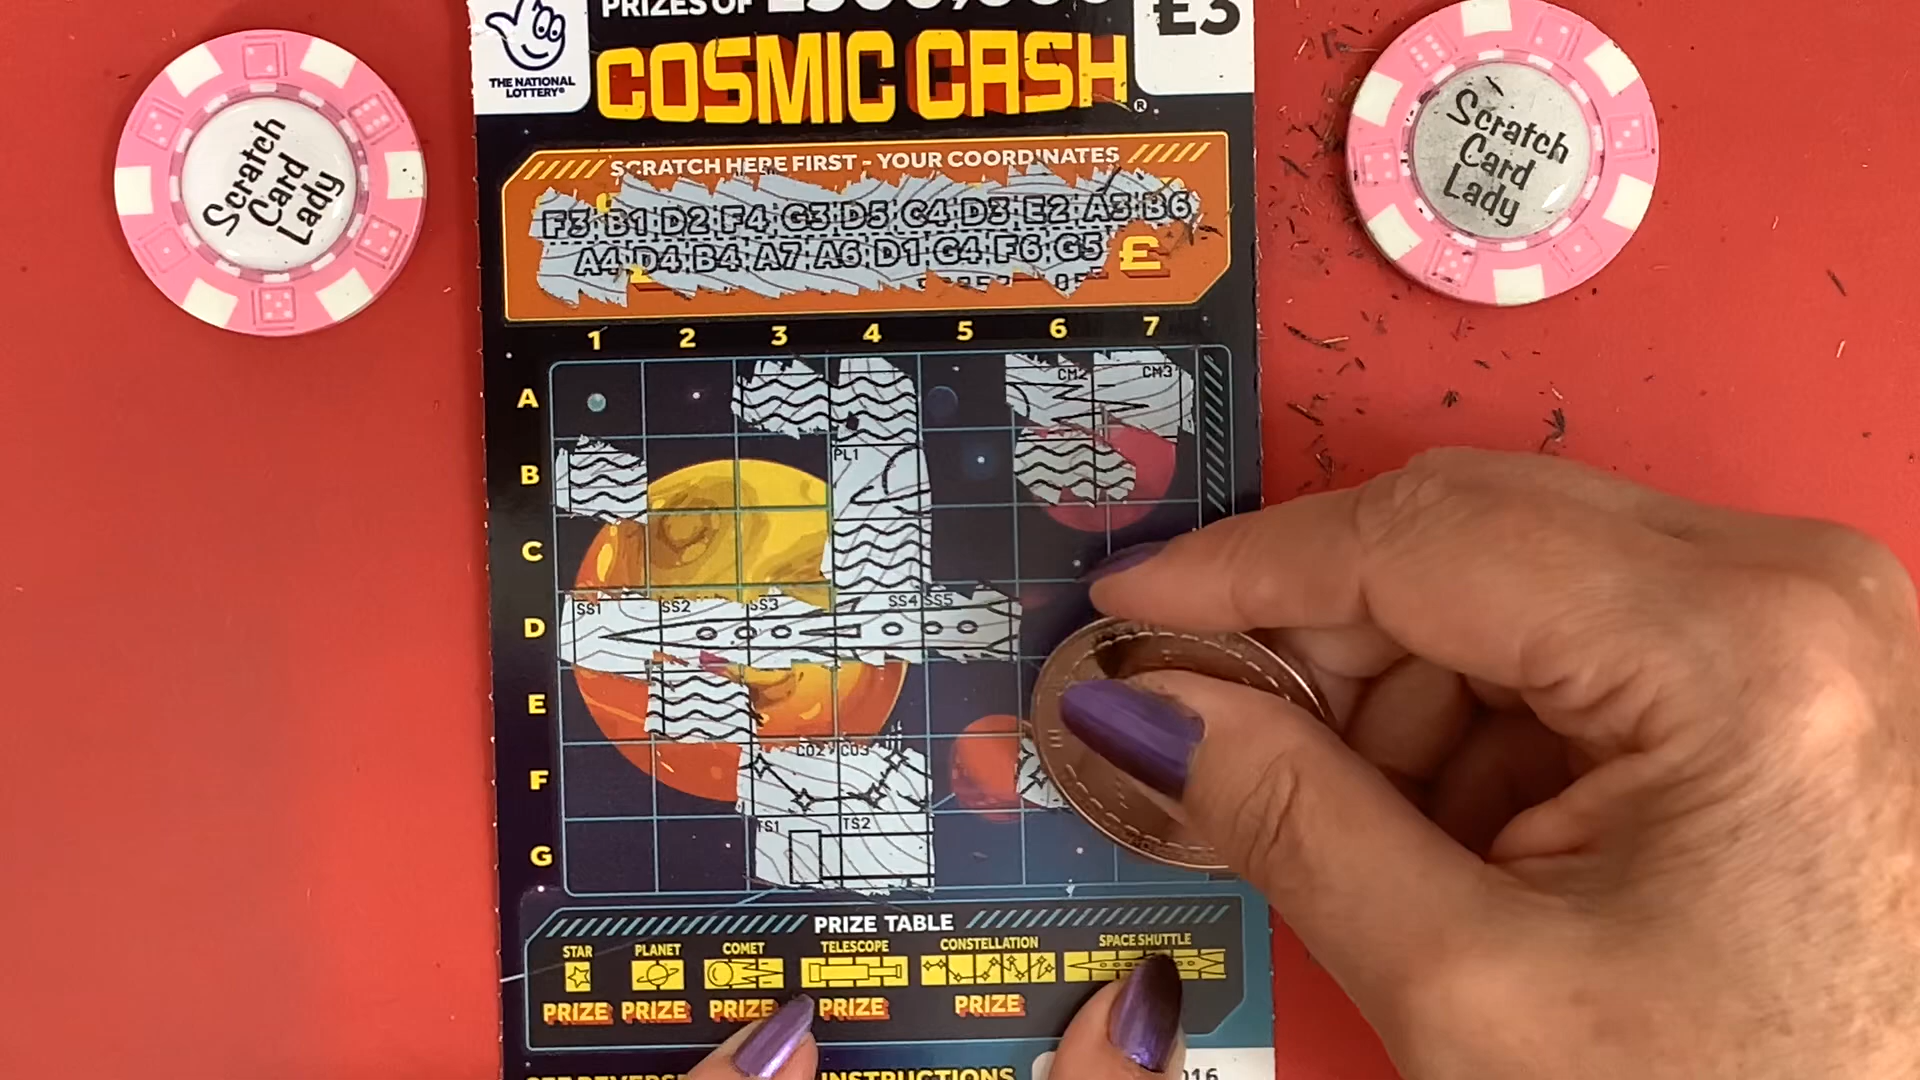 PRIZES OF £500,000
£3
THE NATIONAL
LOTTERY®
COSMIC CASH®
Scratch
Card
Lady
Scratch
Card
Lady
SCRATCH HERE FIRST - YOUR COORDINATES
F3 B1 D2 F4 G3 D5 C4 D3 E2 A3 B6
A4 D4 B4 A7 A6 D1 G4 F6 G5
£
1 2 3 4 5 6 7
A
CM2 CM3
B
PL1
C
D
SS1 SS2 SS3 SS4 SS5
E
F
CO2 CO3
G
TS1 TS2
PRIZE TABLE
STAR PLANET COMET TELESCOPE CONSTELLATION SPACE SHUTTLE
PRIZE PRIZE PRIZE PRIZE PRIZE
INSTRUCTIONS